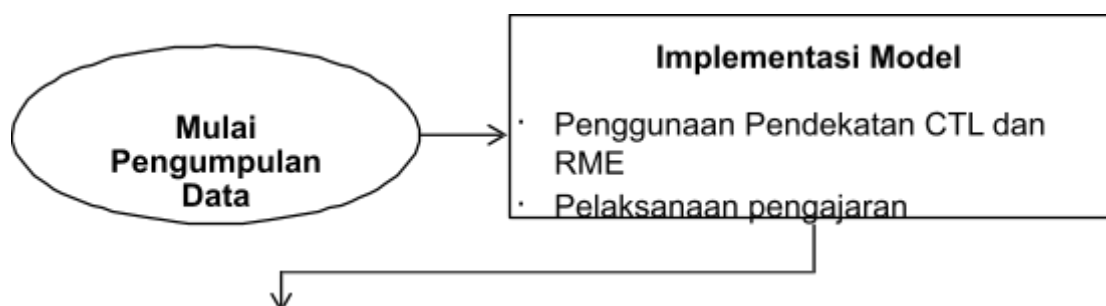 Mulai
Pengumpulan
Data
Implementasi Model
· Penggunaan Pendekatan CTL dan
RME
· Pelaksanaan pengajaran